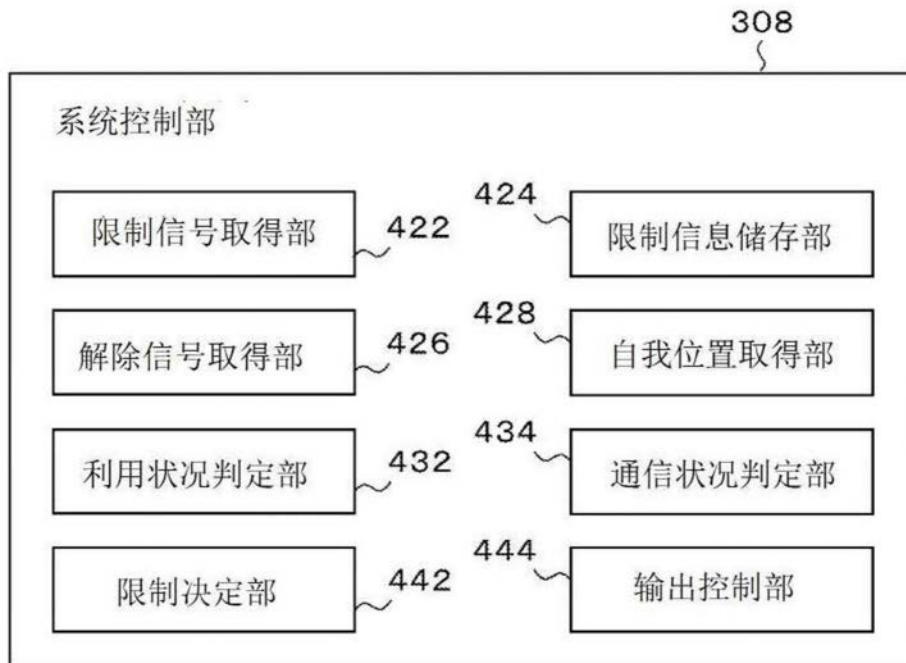 308
系统控制部
限制信号取得部
422
424
限制信息储存部
解除信号取得部
426
428
自我位置取得部
利用状况判定部
432
434
通信状况判定部
限制决定部
442
444
输出控制部